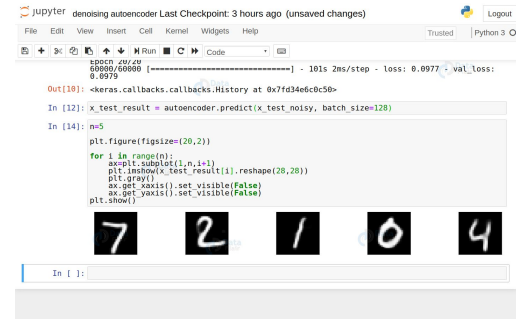 jupyter denoising autoencoder Last Checkpoint: 3 hours ago (unsaved changes) Logout
File Edit View Insert Cell Kernel Widgets Help Trusted Python 3
Run Code
Epoch 20/20
60000/60000 [==============================] - 101s 2ms/step - loss: 0.0977 - val_loss:
0.0979
Out[10]: <keras.callbacks.callbacks.History at 0x7fd34e6c0c50>
In [12]: x_test_result = autoencoder.predict(x_test_noisy, batch_size=128)
In [14]: n=5
plt.figure(figsize=(20,2))
for i in range(n):
ax=plt.subplot(1,n,i+1)
plt.imshow(x_test_result[i].reshape(28,28))
plt.gray()
ax.get_xaxis().set_visible(False)
ax.get_yaxis().set_visible(False)
plt.show()
7 2 1 0 4
In [ ]: